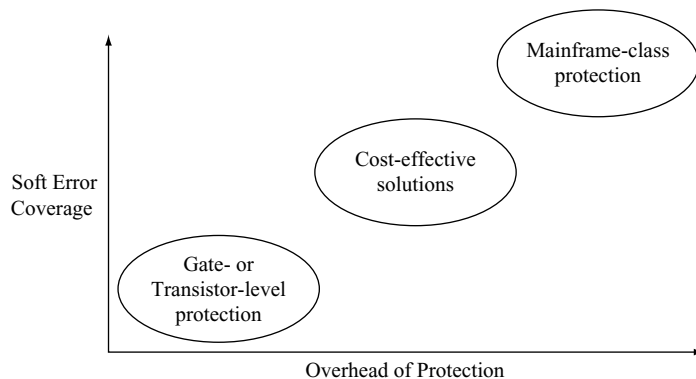 Mainframe-class
protection
Cost-effective
solutions
Soft Error
Coverage
Gate- or
Transistor-level
protection
Overhead of Protection